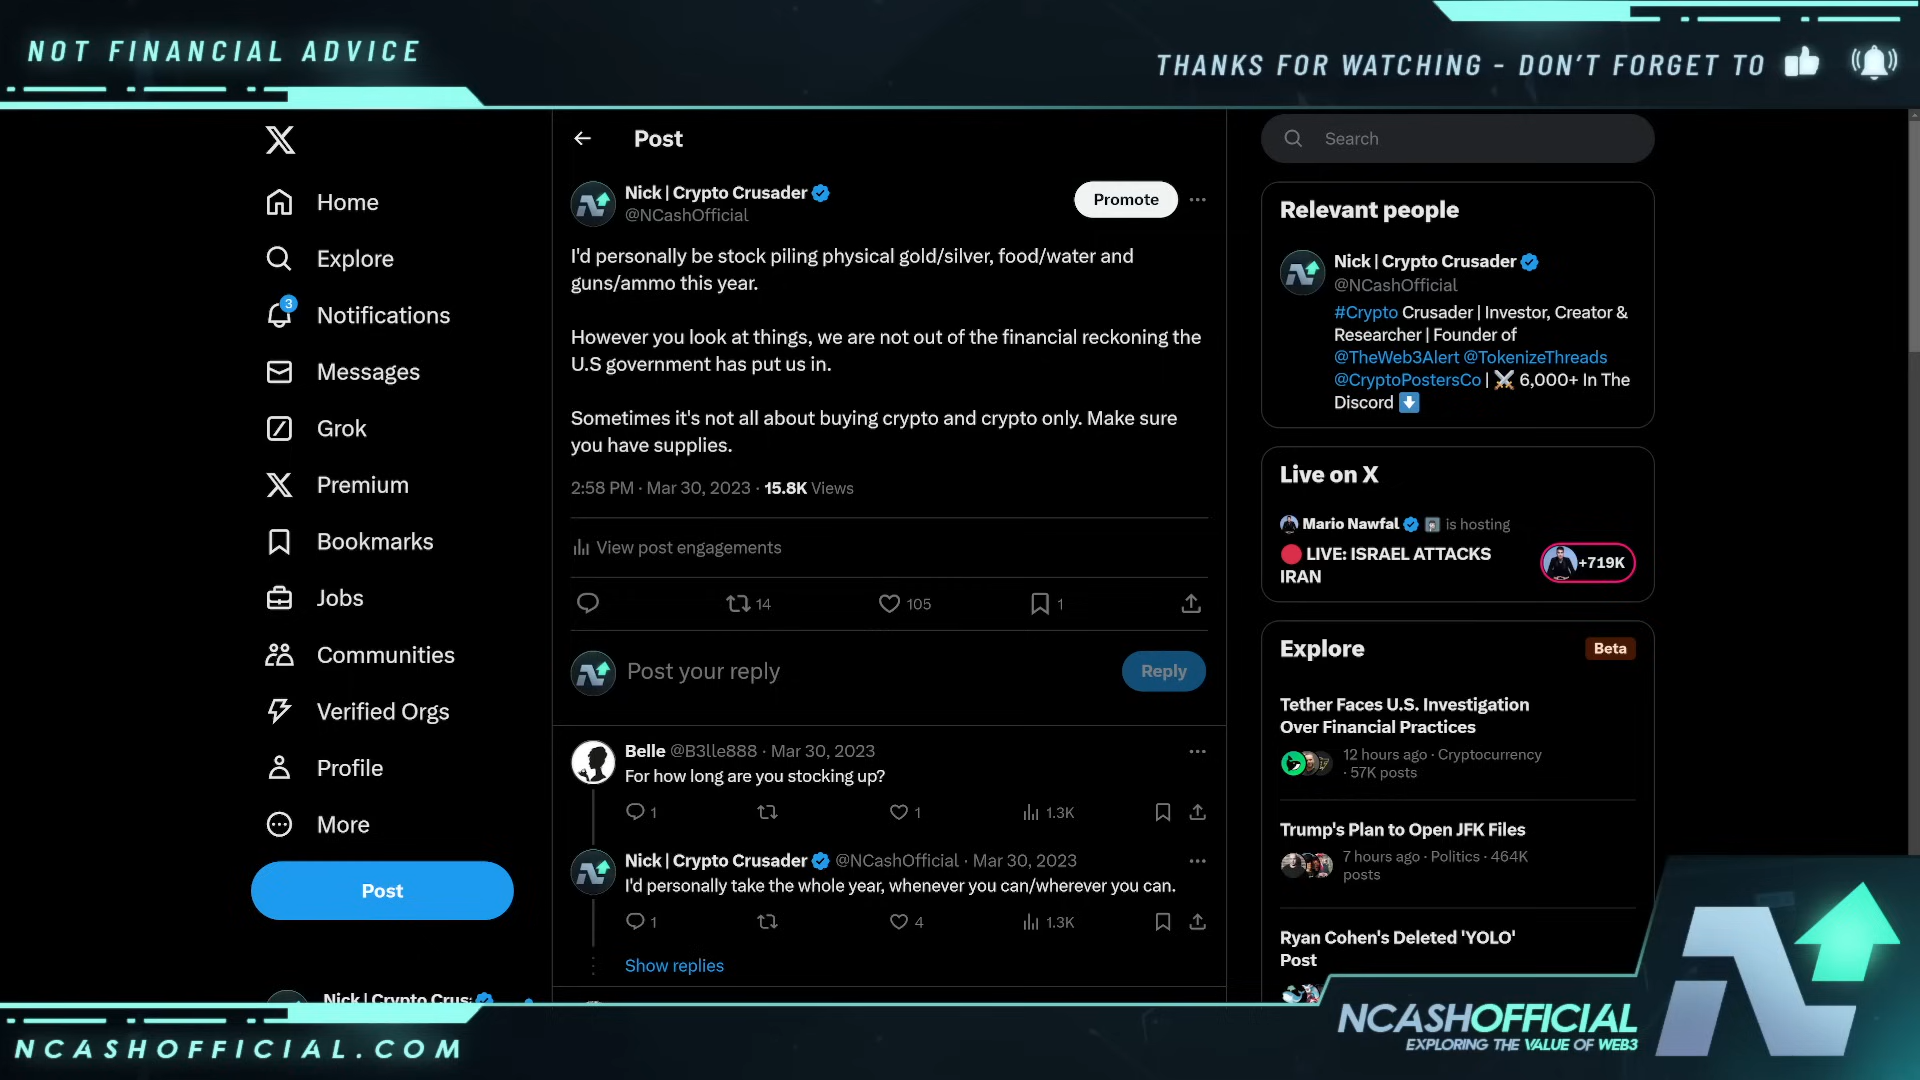 NOT FINANCIAL ADVICE
THANKS FOR WATCHING - DON'T FORGET TO
Home
Explore
3
Notifications
Messages
Grok
Premium
Bookmarks
Jobs
Communities
Verified Orgs
Profile
More
Post
Nick | Crypto Crus
Post
Nick | Crypto Crusader
@NCashOfficial
Promote
I'd personally be stock piling physical gold/silver, food/water and
guns/ammo this year.
However you look at things, we are not out of the financial reckoning the
U.S government has put us in.
Sometimes it's not all about buying crypto and crypto only. Make sure
you have supplies.
2:58 PM · Mar 30, 2023 · 15.8K Views
View post engagements
14 105 1
Post your reply
Reply
Belle @B3lle888 · Mar 30, 2023
For how long are you stocking up?
1 1 1.3K
Nick | Crypto Crusader @NCashOfficial · Mar 30, 2023
I'd personally take the whole year, whenever you can/wherever you can.
1 4 1.3K
Show replies
Search
Relevant people
Nick | Crypto Crusader
@NCashOfficial
#Crypto Crusader | Investor, Creator &
Researcher | Founder of
@TheWeb3Alert @TokenizeThreads
@CryptoPostersCo | ⚔️ 6,000+ In The
Discord ⬇️
Live on X
Mario Nawfal is hosting
🔴 LIVE: ISRAEL ATTACKS
IRAN
+719K
Explore
Beta
Tether Faces U.S. Investigation
Over Financial Practices
12 hours ago · Cryptocurrency
· 57K posts
Trump's Plan to Open JFK Files
7 hours ago · Politics · 464K
posts
Ryan Cohen's Deleted 'YOLO'
Post
NCASHOFFICIAL.COM
NCASHOFFICIAL
EXPLORING THE VALUE OF WEB3